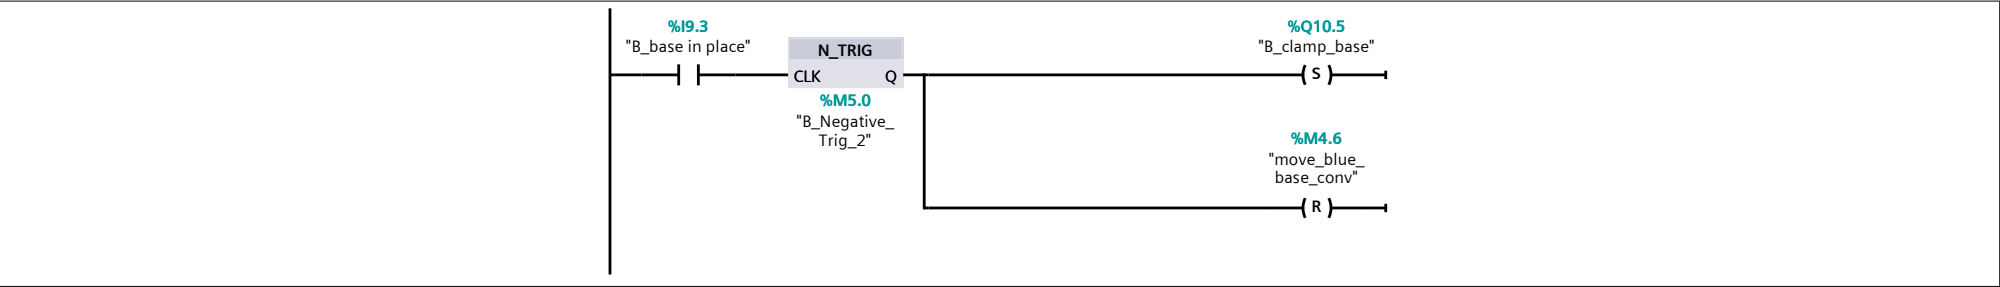 %I9.3
"B_base in place"
N_TRIG
CLK Q
%M5.0
"B_Negative_
Trig_2"
%Q10.5
"B_clamp_base"
S
%M4.6
"move_blue_
base_conv"
R